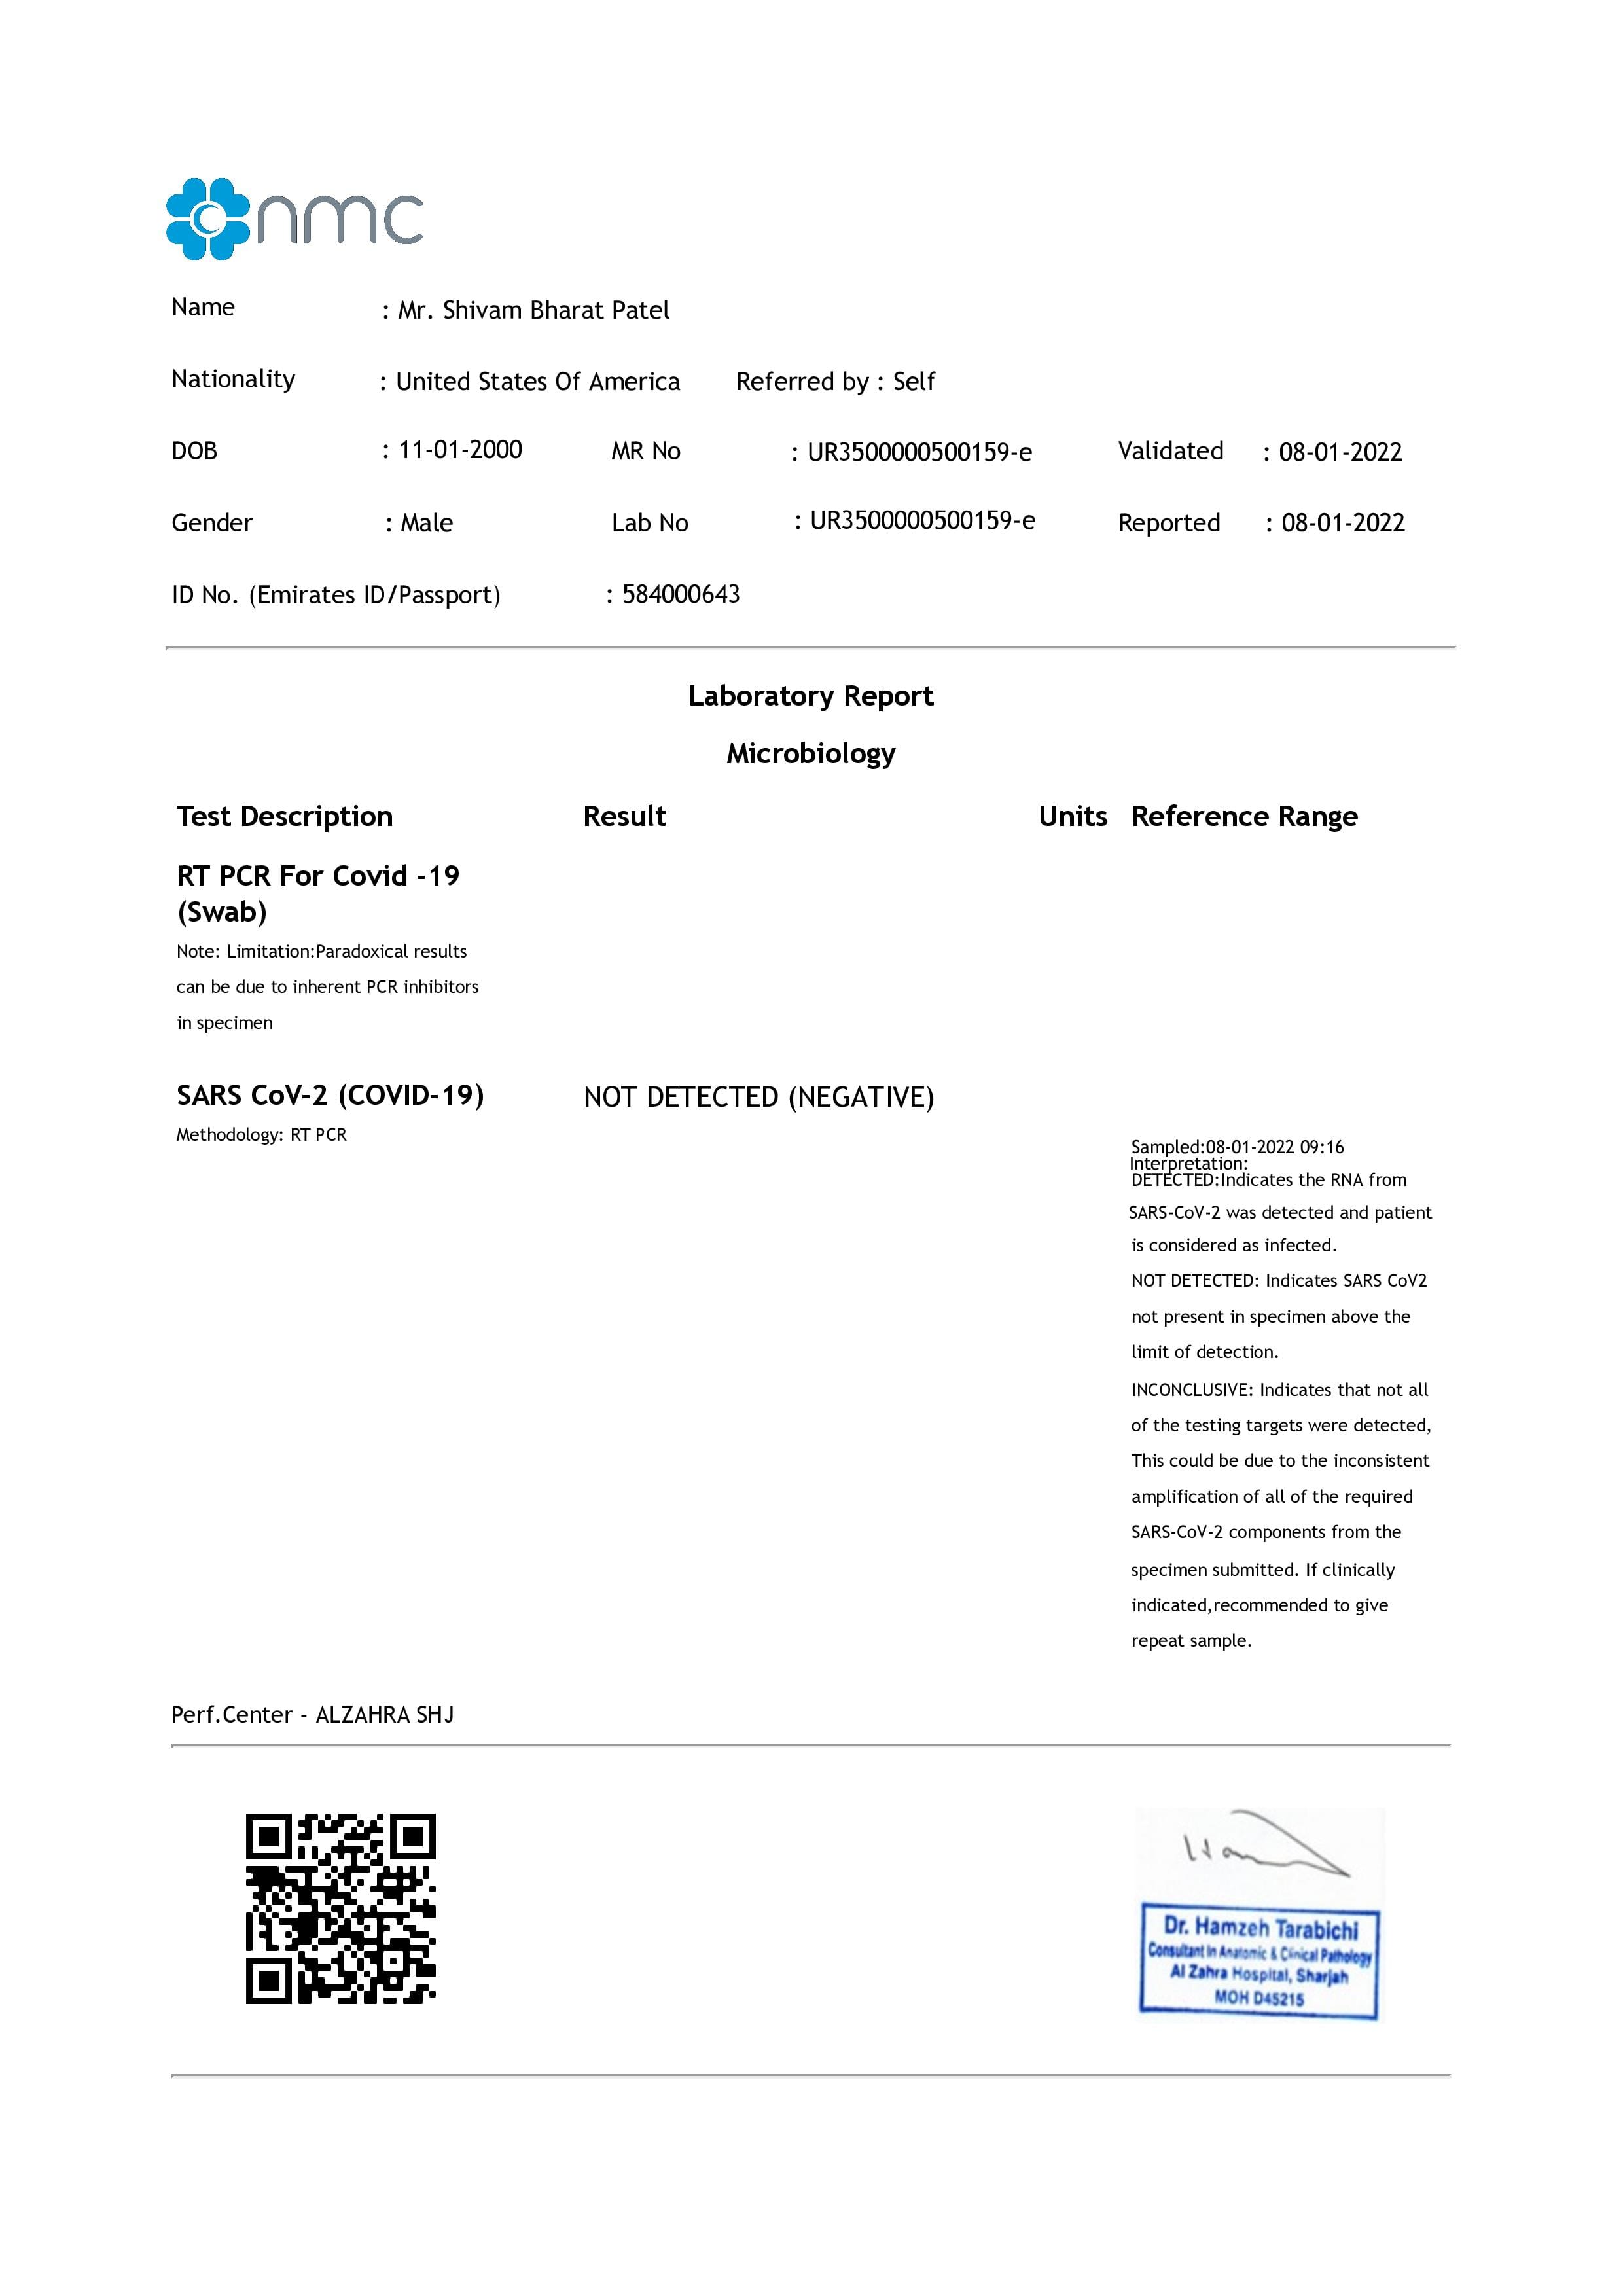 nmc
Name : Mr. Shivam Bharat Patel
Nationality : United States Of America Referred by : Self
DOB : 11-01-2000 MR No : UR3500000500159-e Validated : 08-01-2022
Gender : Male Lab No : UR3500000500159-e Reported : 08-01-2022
ID No. (Emirates ID/Passport) : 584000643
Laboratory Report
Microbiology
Test Description Result Units Reference Range
RT PCR For Covid -19
(Swab)
Note: Limitation:Paradoxical results
can be due to inherent PCR inhibitors
in specimen
SARS CoV-2 (COVID-19) NOT DETECTED (NEGATIVE)
Methodology: RT PCR
Sampled:08-01-2022 09:16
Interpretation:
DETECTED:Indicates the RNA from
SARS-CoV-2 was detected and patient
is considered as infected.
NOT DETECTED: Indicates SARS CoV2
not present in specimen above the
limit of detection.
INCONCLUSIVE: Indicates that not all
of the testing targets were detected,
This could be due to the inconsistent
amplification of all of the required
SARS-CoV-2 components from the
specimen submitted. If clinically
indicated,recommended to give
repeat sample.
Perf.Center - ALZAHRA SHJ
Dr. Hamzeh Tarabichi
Consultant In Anatomic & Clinical Pathology
Al Zahra Hospital, Sharjah
MOH D45215